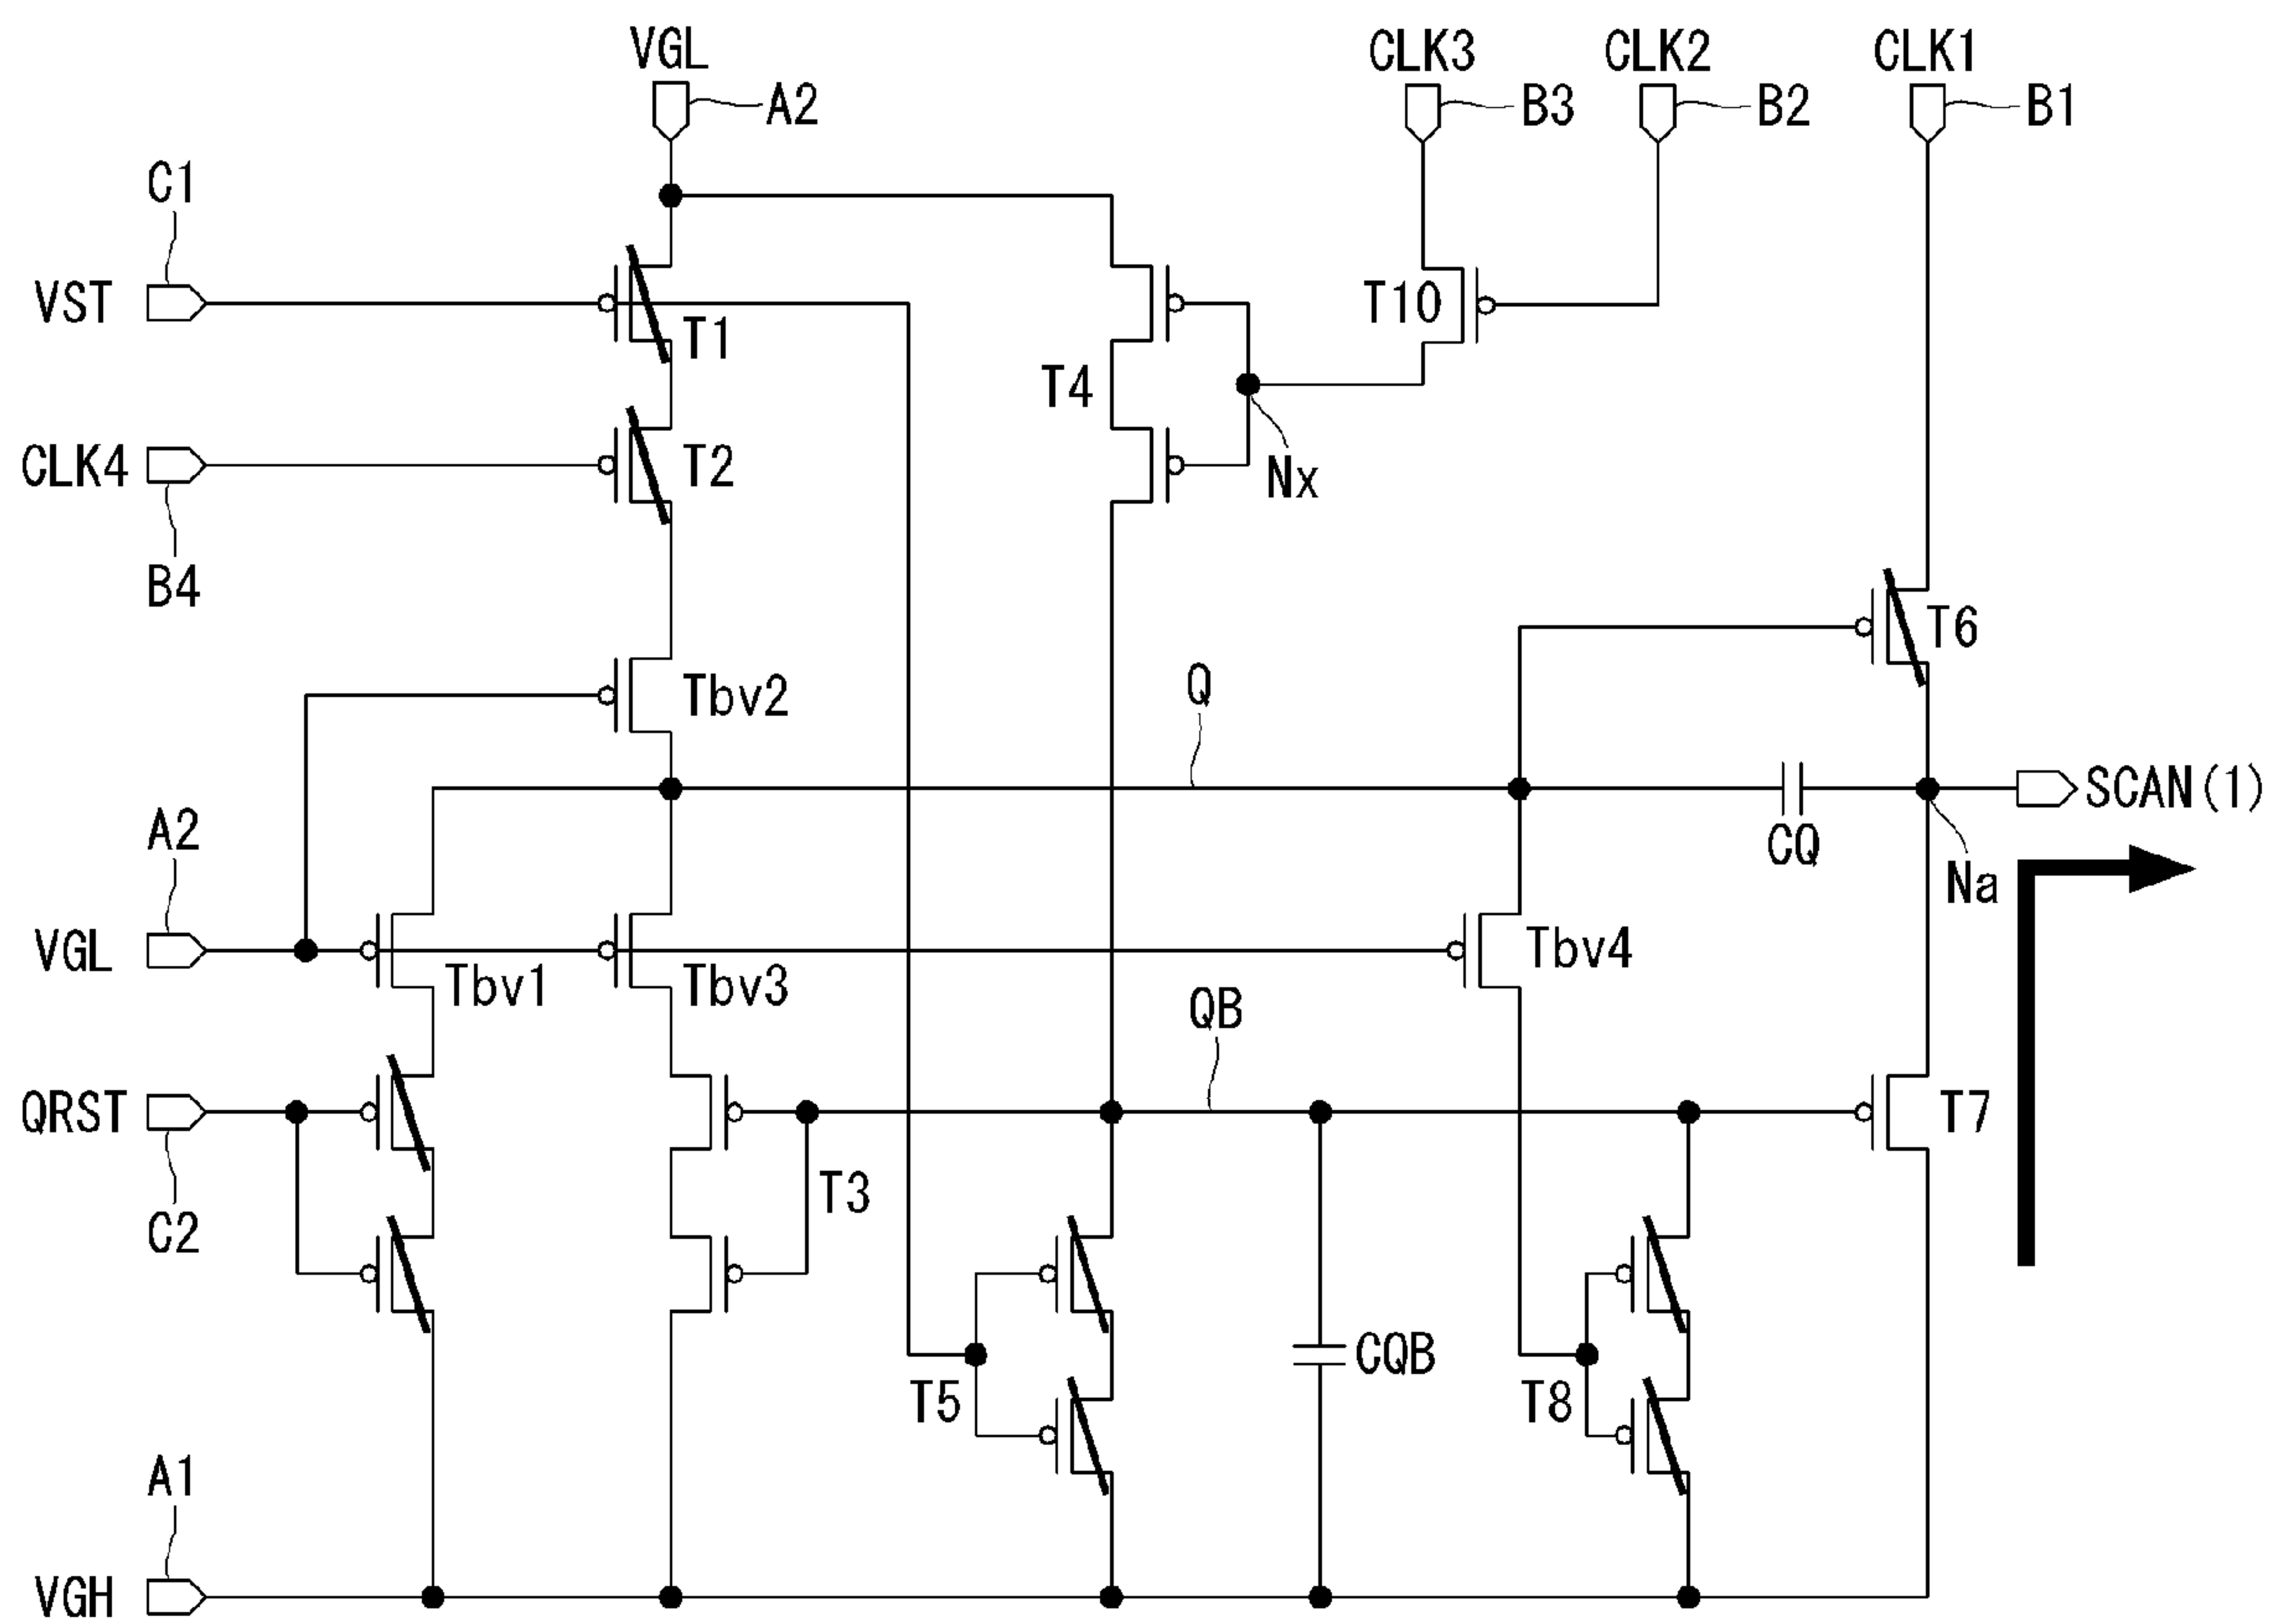 VGL
CLK3
CLK2
CLK1
A2
B3
B2
B1
C1
VST
T1
T10
T4
CLK4
T2
Nx
B4
T6
Tbv2
Q
SCAN(1)
A2
CQ
Na
VGL
Tbv1
Tbv3
Tbv4
QB
QRST
T7
T3
C2
CQB
T5
T8
A1
VGH